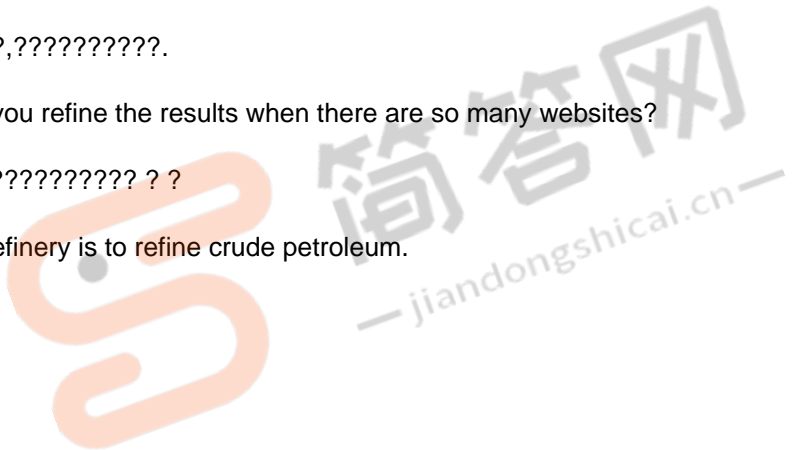 ?,??????????.
you refine the results when there are so many websites?
?????????? ? ?
efinery is to refine crude petroleum.
简答网
jiandongshicai.cn